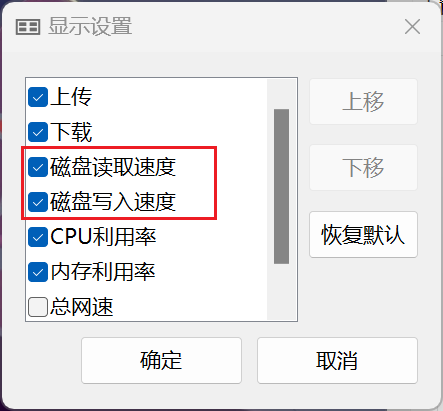 显示设置
上传
下载
磁盘读取速度
磁盘写入速度
CPU利用率
内存利用率
总网速
上移
下移
恢复默认
确定
取消